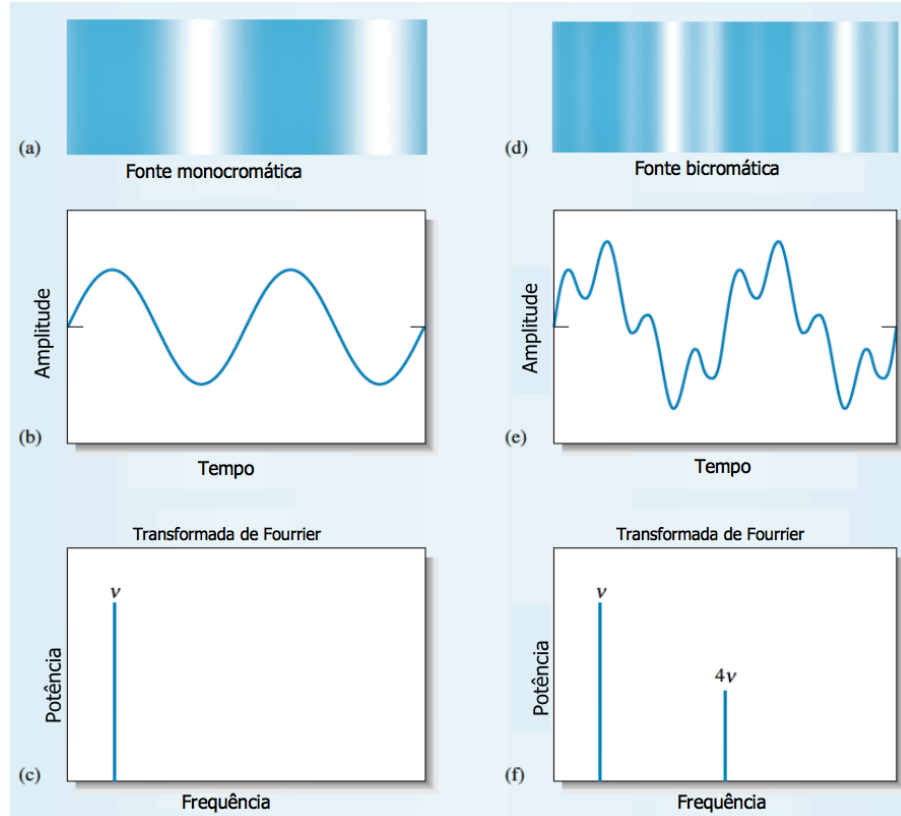 (a)
Fonte monocromática
Amplitude
(b)
Tempo
Transformada de Fourrier
ν
Potência
(c)
Frequência
(d)
Fonte bicromática
Amplitude
(e)
Tempo
Transformada de Fourrier
ν
4ν
Potência
(f)
Frequência